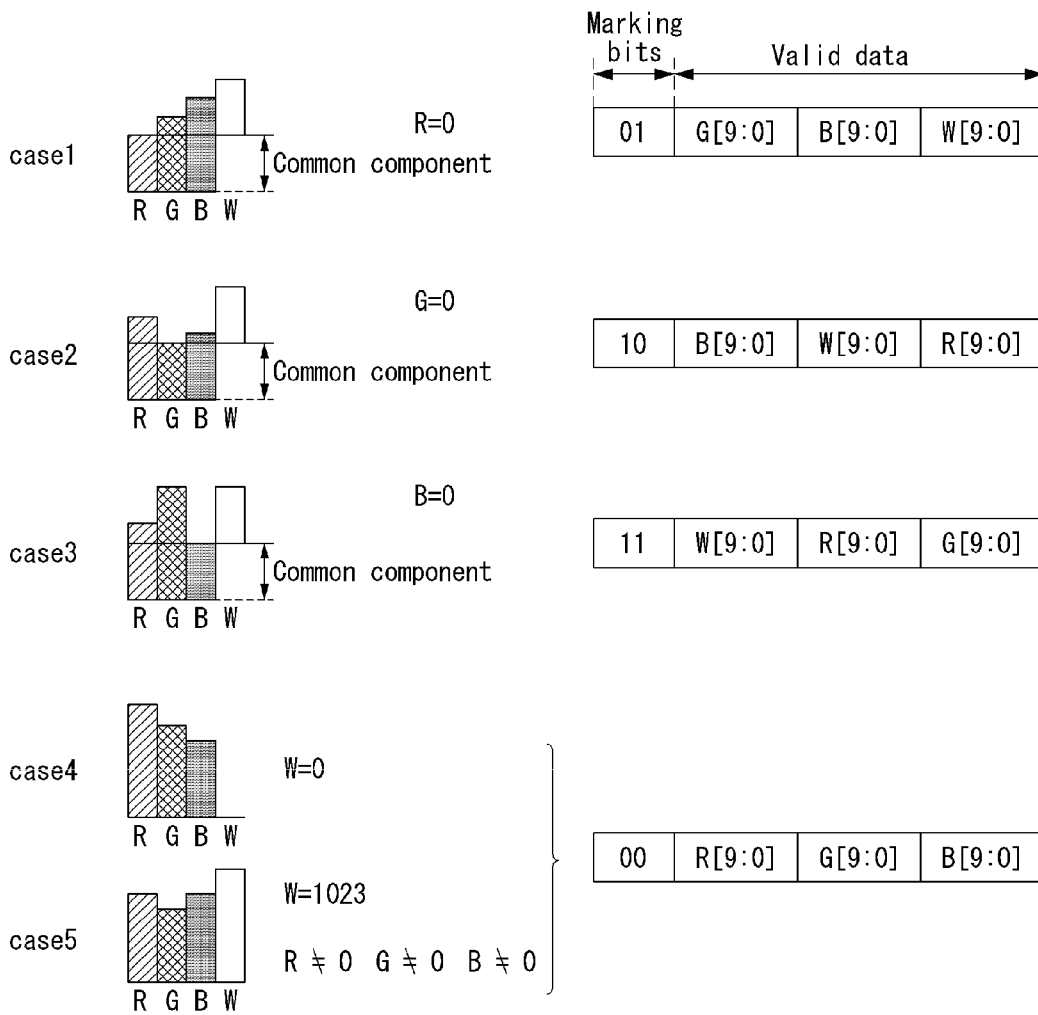 Marking
bits Valid data
R=0
01 G[9:0] B[9:0] W[9:0]
case1
Common component
R G B W
G=0
10 B[9:0] W[9:0] R[9:0]
case2
Common component
R G B W
B=0
11 W[9:0] R[9:0] G[9:0]
case3
Common component
R G B W
case4
W=0
R G B W
00 R[9:0] G[9:0] B[9:0]
W=1023
case5
R ≠ 0 G ≠ 0 B ≠ 0
R G B W